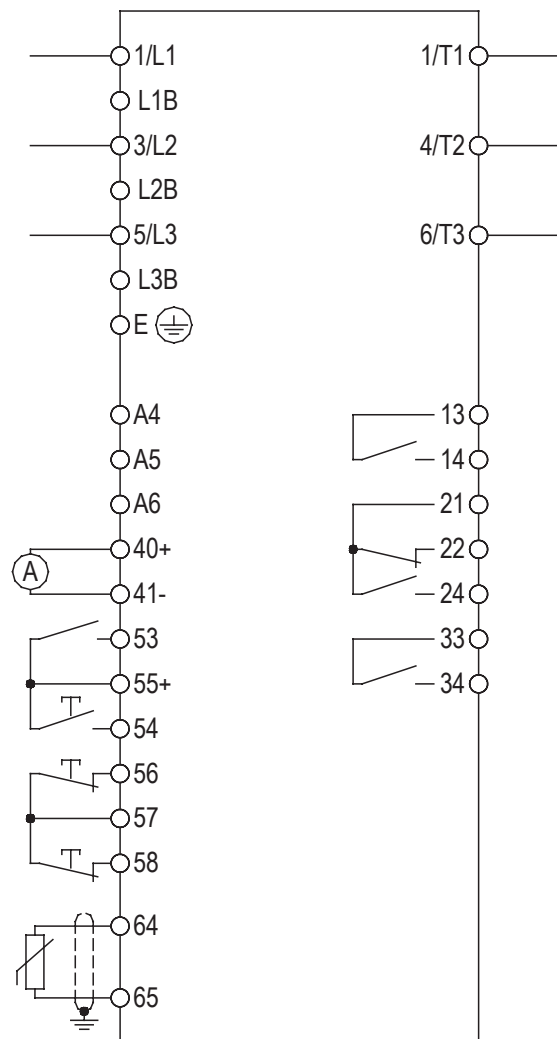 1/L1 1/T1
L1B
3/L2 4/T2
L2B
5/L3 6/T3
L3B
E
A4 13
A5 14
A6 21
40+ 22
A
41- 24
53 33
55+ 34
54
56
57
58
64
65